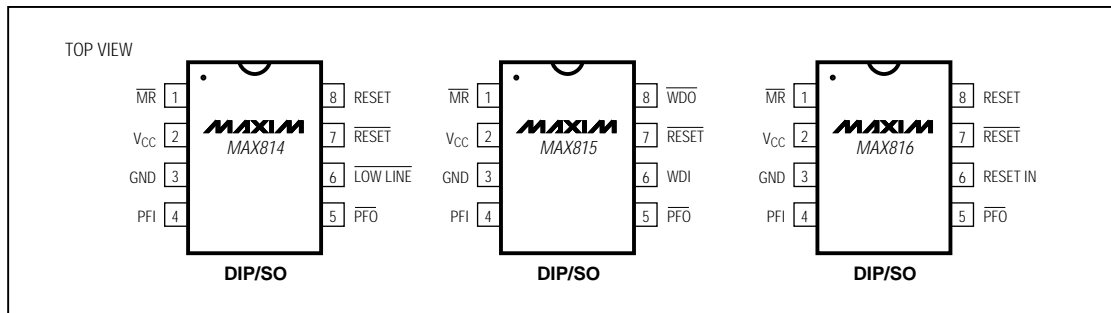 TOP VIEW
MR 1 8 RESET MR 1 8 WDO MR 1 8 RESET
VCC 2 MAXIM 7 RESET VCC 2 MAXIM 7 RESET VCC 2 MAXIM 7 RESET
MAX814 MAX815 MAX816
GND 3 6 LOW LINE GND 3 6 WDI GND 3 6 RESET IN
PFI 4 5 PFO PFI 4 5 PFO PFI 4 5 PFO
DIP/SO DIP/SO DIP/SO